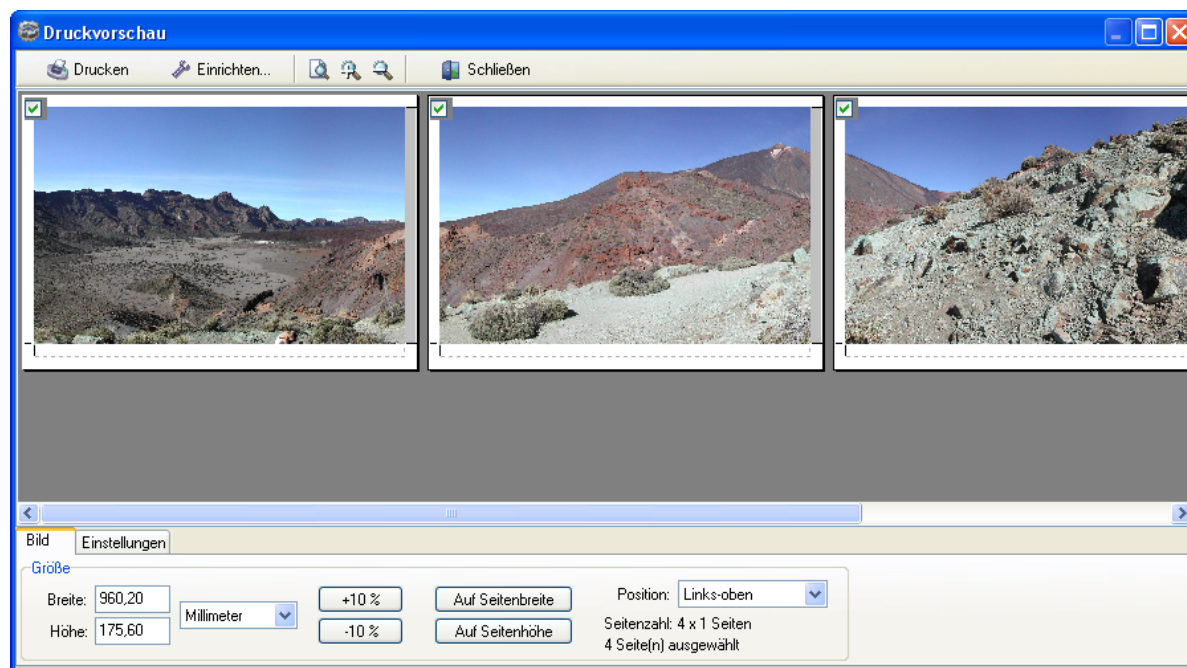 Druckvorschau
Drucken Einrichten... Schließen
Bild Einstellungen
Größe
Breite: 960,20 Millimeter +10 % Auf Seitenbreite Position: Links-oben
Höhe: 175,60 -10 % Auf Seitenhöhe Seitenzahl: 4 x 1 Seiten
4 Seite(n) ausgewählt